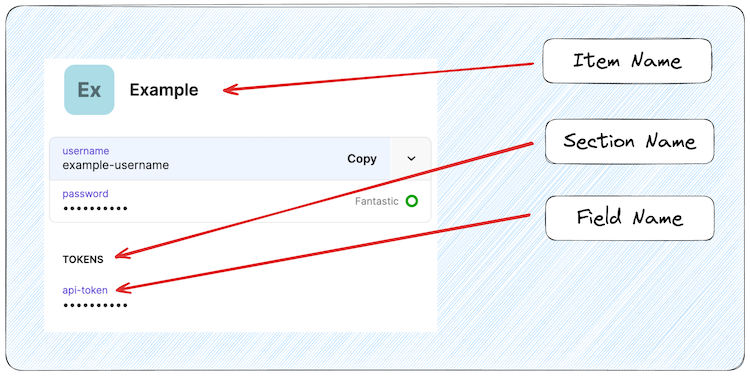 Ex
Example
Item Name
username
example-username
Copy
Section Name
password
••••••••••
Fantastic
Field Name
TOKENS
api-token
••••••••••